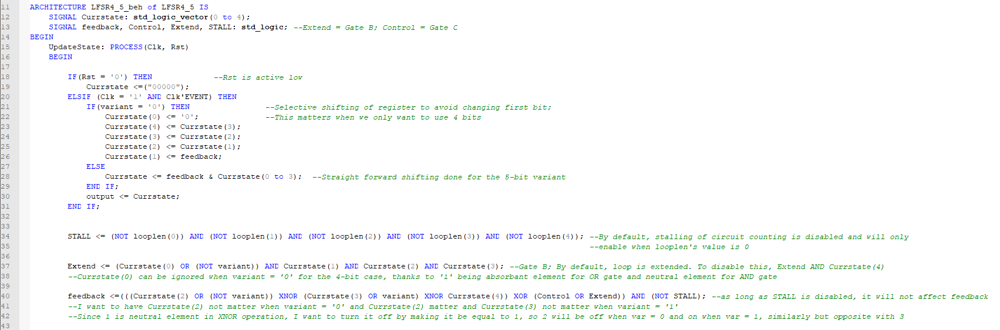 11 ARCHITECTURE LFSR4_5_beh of LFSR4_5 IS
12 SIGNAL Currstate: std_logic_vector(0 to 4);
13 SIGNAL feedback, Control, Extend, STALL: std_logic; --Extend = Gate B; Control = Gate C
14 BEGIN
15 UpdateState: PROCESS(Clk, Rst)
16 BEGIN
17
18 IF(Rst = '0') THEN --Rst is active low
19 Currstate <=("00000");
20 ELSIF (Clk = '1' AND Clk'EVENT) THEN
21 IF(variant = '0') THEN --Selective shifting of register to avoid changing first bit;
22 Currstate(0) <= '0'; --This matters when we only want to use 4 bits
23 Currstate(4) <= Currstate(3);
24 Currstate(3) <= Currstate(2);
25 Currstate(2) <= Currstate(1);
26 Currstate(1) <= feedback;
27 ELSE
28 Currstate <= feedback & Currstate(0 to 3); --Straight forward shifting done for the 5-bit variant
29 END IF;
30 output <= Currstate;
31 END IF;
32
33
34 STALL <= (NOT looplen(0)) AND (NOT looplen(1)) AND (NOT looplen(2)) AND (NOT looplen(3)) AND (NOT looplen(4)); --By default, stalling of circuit counting is disabled and will only
35 --enable when looplen's value is 0
36
37 Extend <= (Currstate(0) OR (NOT variant)) AND Currstate(1) AND Currstate(2) AND Currstate(3); --Gate B; By default, loop is extended. To disable this, Extend AND Currstate(4)
38 --Currstate(0) can be ignored when variant = '0' for the 4-bit case, thanks to '1' being absorbant element for OR gate and neutral element for AND gate
39
40 feedback <=(((Currstate(2) OR (NOT variant)) XNOR (Currstate(3) OR variant) XNOR Currstate(4)) XOR (Control OR Extend)) AND (NOT STALL); --as long as STALL is disabled, it will not affect feedback
41 --I want to have Currstate(2) not matter when variant = '0' and Currstate(2) matter and Currstate(3) not matter when variant = '1'
42 --Since 1 is neutral element in XNOR operation, I want to turn it off by making it be equal to 1, so 2 will be off when var = 0 and on when var = 1, similarly but opposite with 3
43